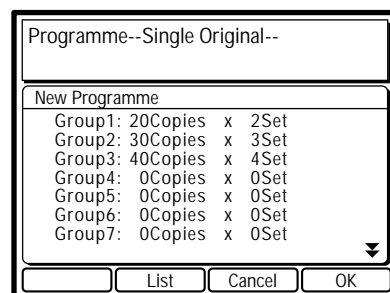 Programme--Single Original--
New Programme
Group1: 20Copies x 2Set
Group2: 30Copies x 3Set
Group3: 40Copies x 4Set
Group4: 0Copies x 0Set
Group5: 0Copies x 0Set
Group6: 0Copies x 0Set
Group7: 0Copies x 0Set
List Cancel OK